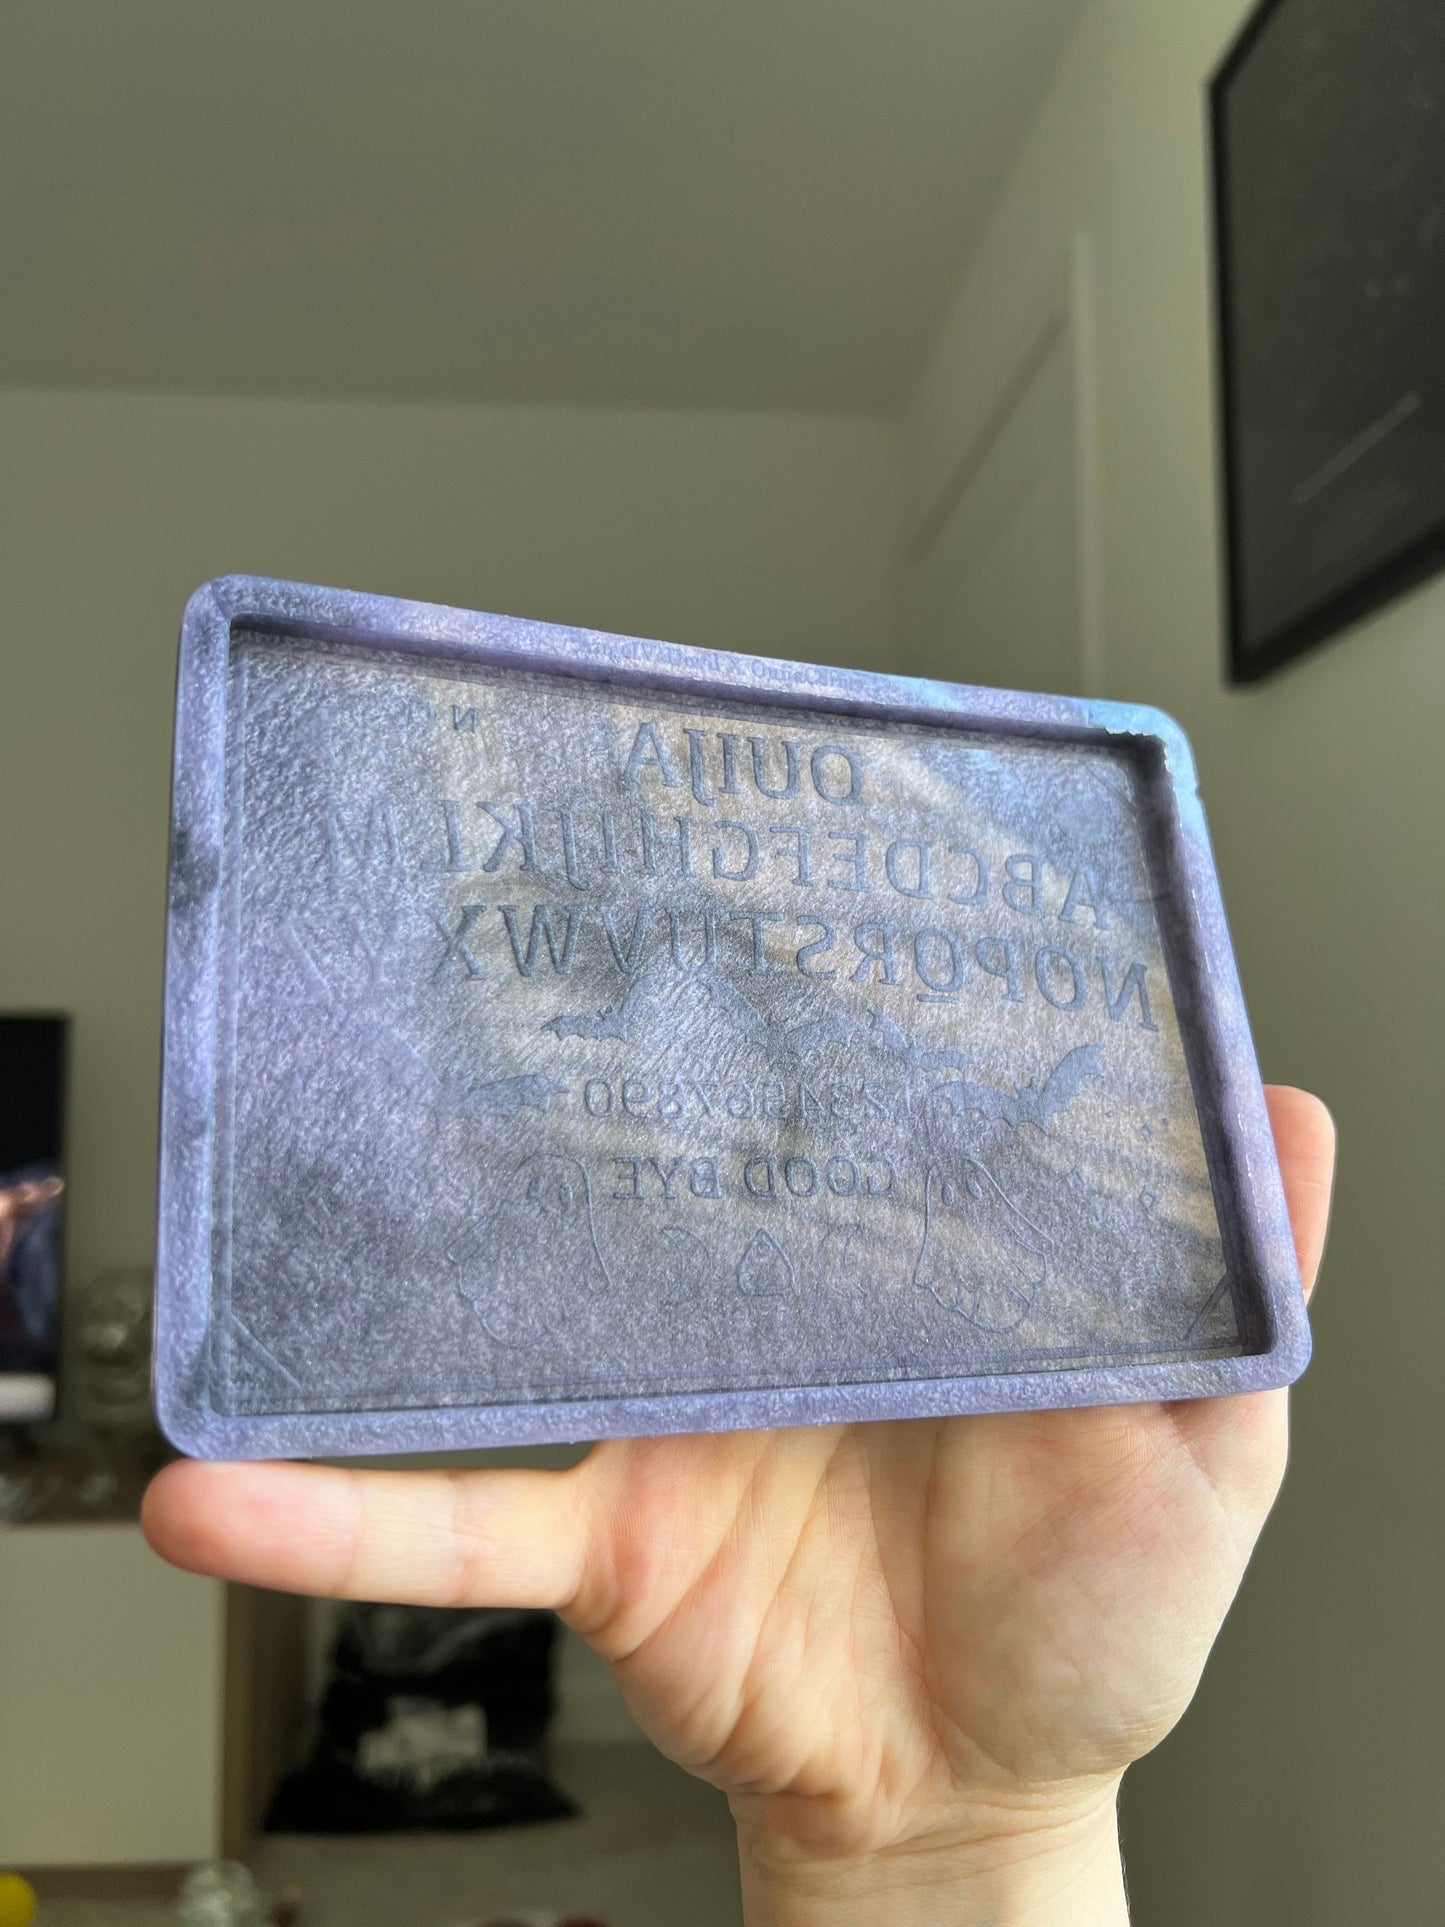 OUIJA
ABCDEFGHIJKLM
NOPQRSTUVWXYZ
1234567890
GOOD BYE